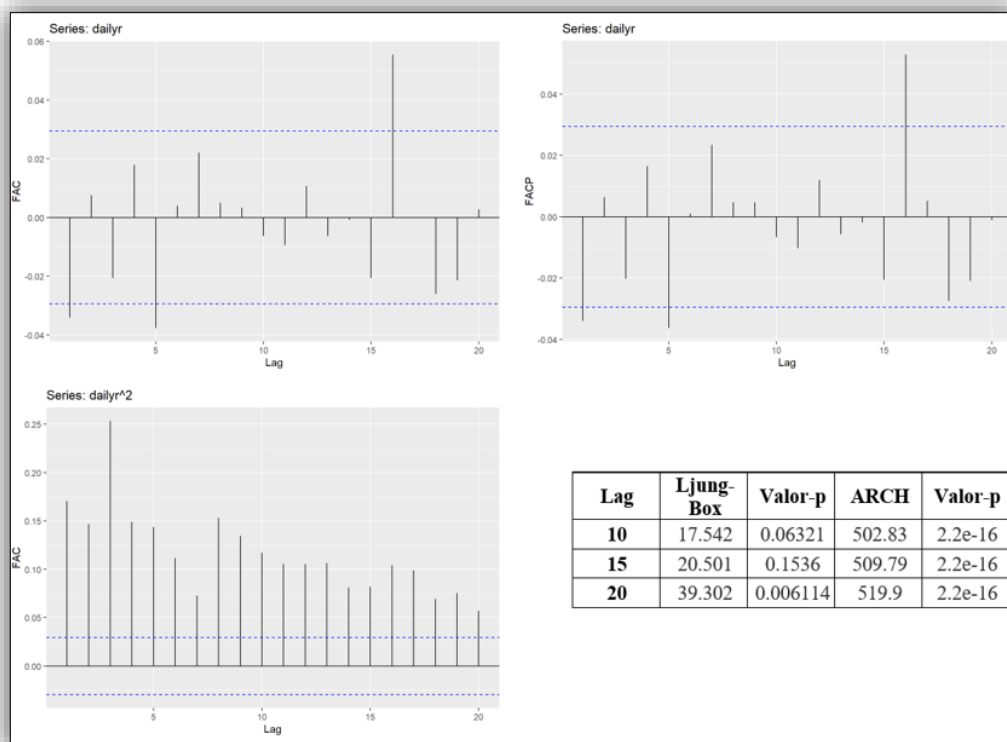 Series: dailyr
0.06
0.04
0.02
0.00
-0.02
-0.04
FAC
5 10 15 20
Lag
Series: dailyr
0.04
0.02
0.00
-0.02
-0.04
FACP
5 10 15 20
Lag
Series: dailyr^2
0.25
0.20
0.15
0.10
0.05
0.00
FAC
5 10 15 20
Lag
Lag Ljung-Box Valor-p ARCH Valor-p
10 17.542 0.06321 502.83 2.2e-16
15 20.501 0.1536 509.79 2.2e-16
20 39.302 0.006114 519.9 2.2e-16